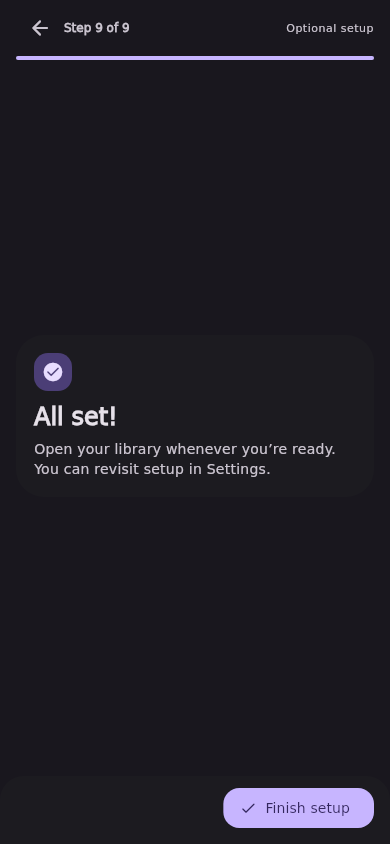 Step 9 of 9
Optional setup
All set!
Open your library whenever you’re ready.
You can revisit setup in Settings.
Finish setup